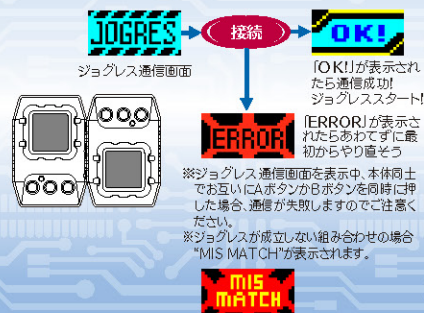 JOGRES
接続
OK!
ジョグレス通信画面
「OK!」が表示され
たら通信成功!
ジョグレススタート!
ERROR
「ERROR」が表示さ
れたらあわてずに最
初からやり直そう
※ジョグレス通信画面を表示中、本体同士
でお互いにAボタンかBボタンを同時に押
した場合、通信が失敗しますのでご注意く
ださい。
※ジョグレスが成立しない組み合わせの場合
"MIS MATCH"が表示されます。
MIS
MATCH